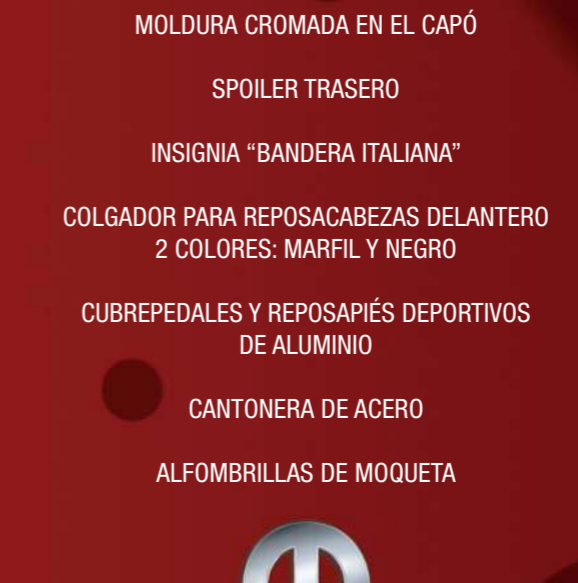 MOLDURA CROMADA EN EL CAPÓ
SPOILER TRASERO
INSIGNIA “BANDERA ITALIANA”
COLGADOR PARA REPOSACABEZAS DELANTERO
2 COLORES: MARFIL Y NEGRO
CUBREPEDALES Y REPOSAPIÉS DEPORTIVOS
DE ALUMINIO
CANTONERA DE ACERO
ALFOMBRILLAS DE MOQUETA